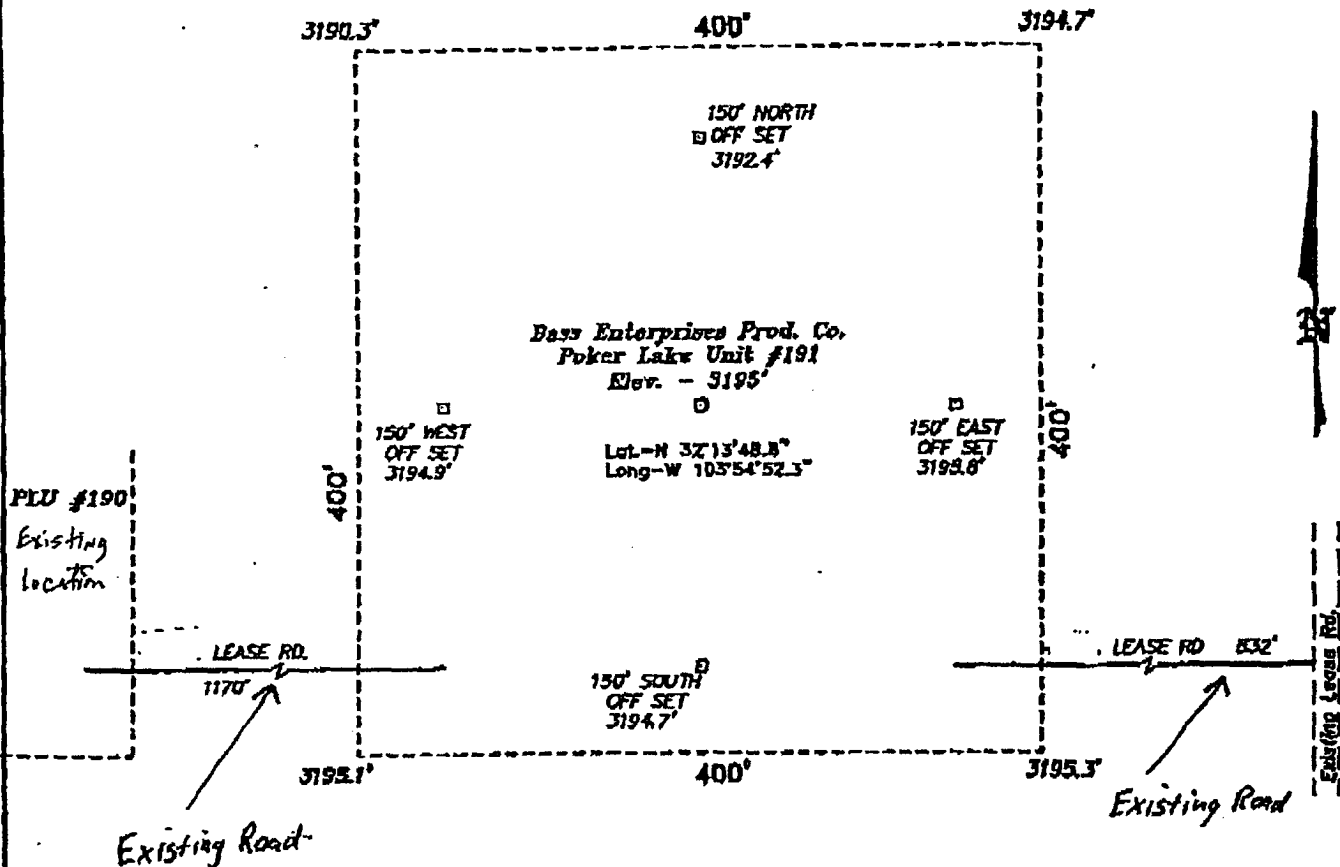 3190.3'
400'
3194.7'
150' NORTH
OFF SET
3192.4'
Bass Enterprises Prod. Co.
Poker Lake Unit #191
Elev. - 3195'
150' WEST
OFF SET
3194.9'
Lat.-N 32°13'48.8"
Long-W 103°54'52.3"
150' EAST
OFF SET
3195.8'
400'
400'
PLU #190
Existing
location
LEASE RD.
1170'
150' SOUTH
OFF SET
3194.7'
LEASE RD 832'
Existing Lease Rd.
3195.1'
400'
3195.3'
Existing Road
Existing Road